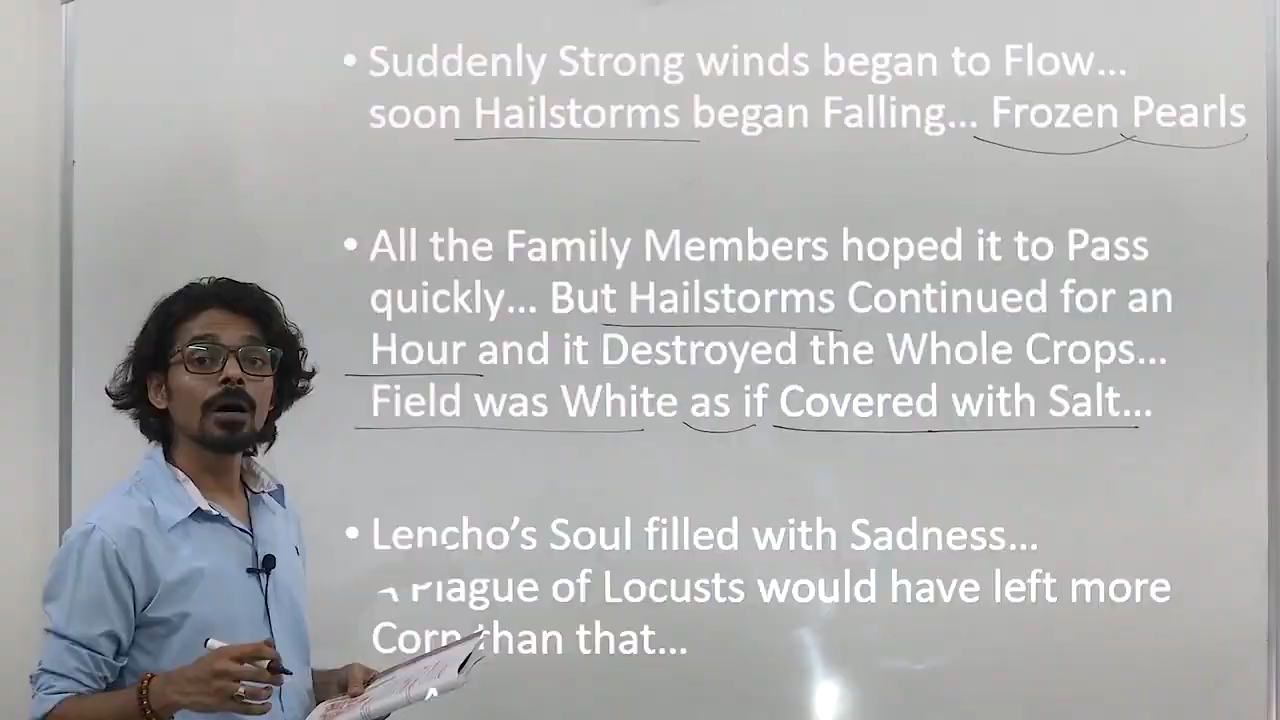 • Suddenly Strong winds began to Flow...
soon Hailstorms began Falling... Frozen Pearls
• All the Family Members hoped it to Pass
quickly... But Hailstorms Continued for an
Hour and it Destroyed the Whole Crops...
Field was White as if Covered with Salt...
• Lencho's Soul filled with Sadness...
Plague of Locusts would have left more
Corn than that...